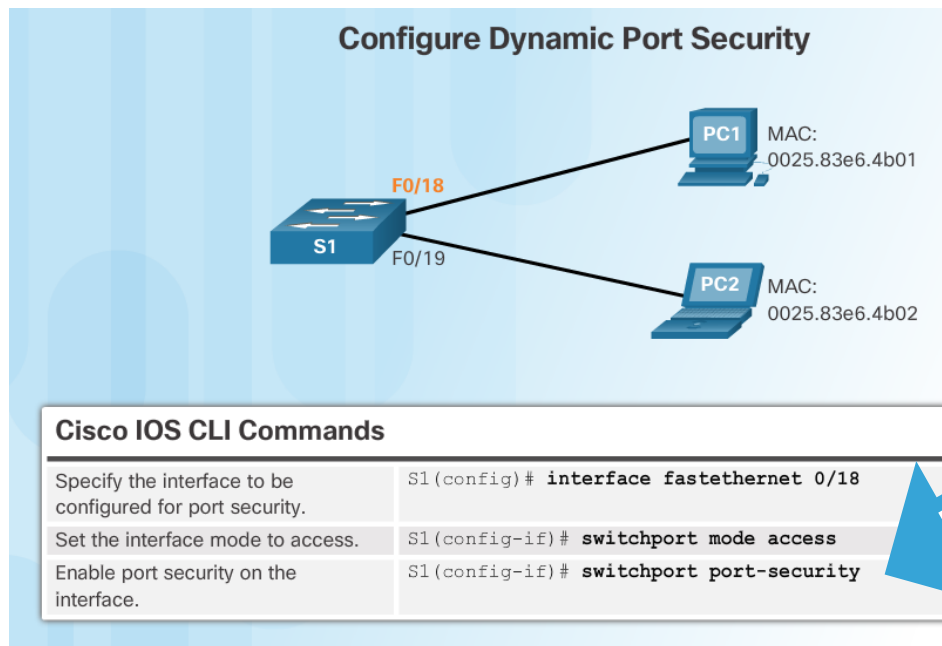 Configure Dynamic Port Security
PC1
MAC:
0025.83e6.4b01
F0/18
S1
F0/19
PC2
MAC:
0025.83e6.4b02
Cisco IOS CLI Commands
Specify the interface to be
configured for port security.
S1(config)# interface fastethernet 0/18
Set the interface mode to access.
S1(config-if)# switchport mode access
Enable port security on the
interface.
S1(config-if)# switchport port-security